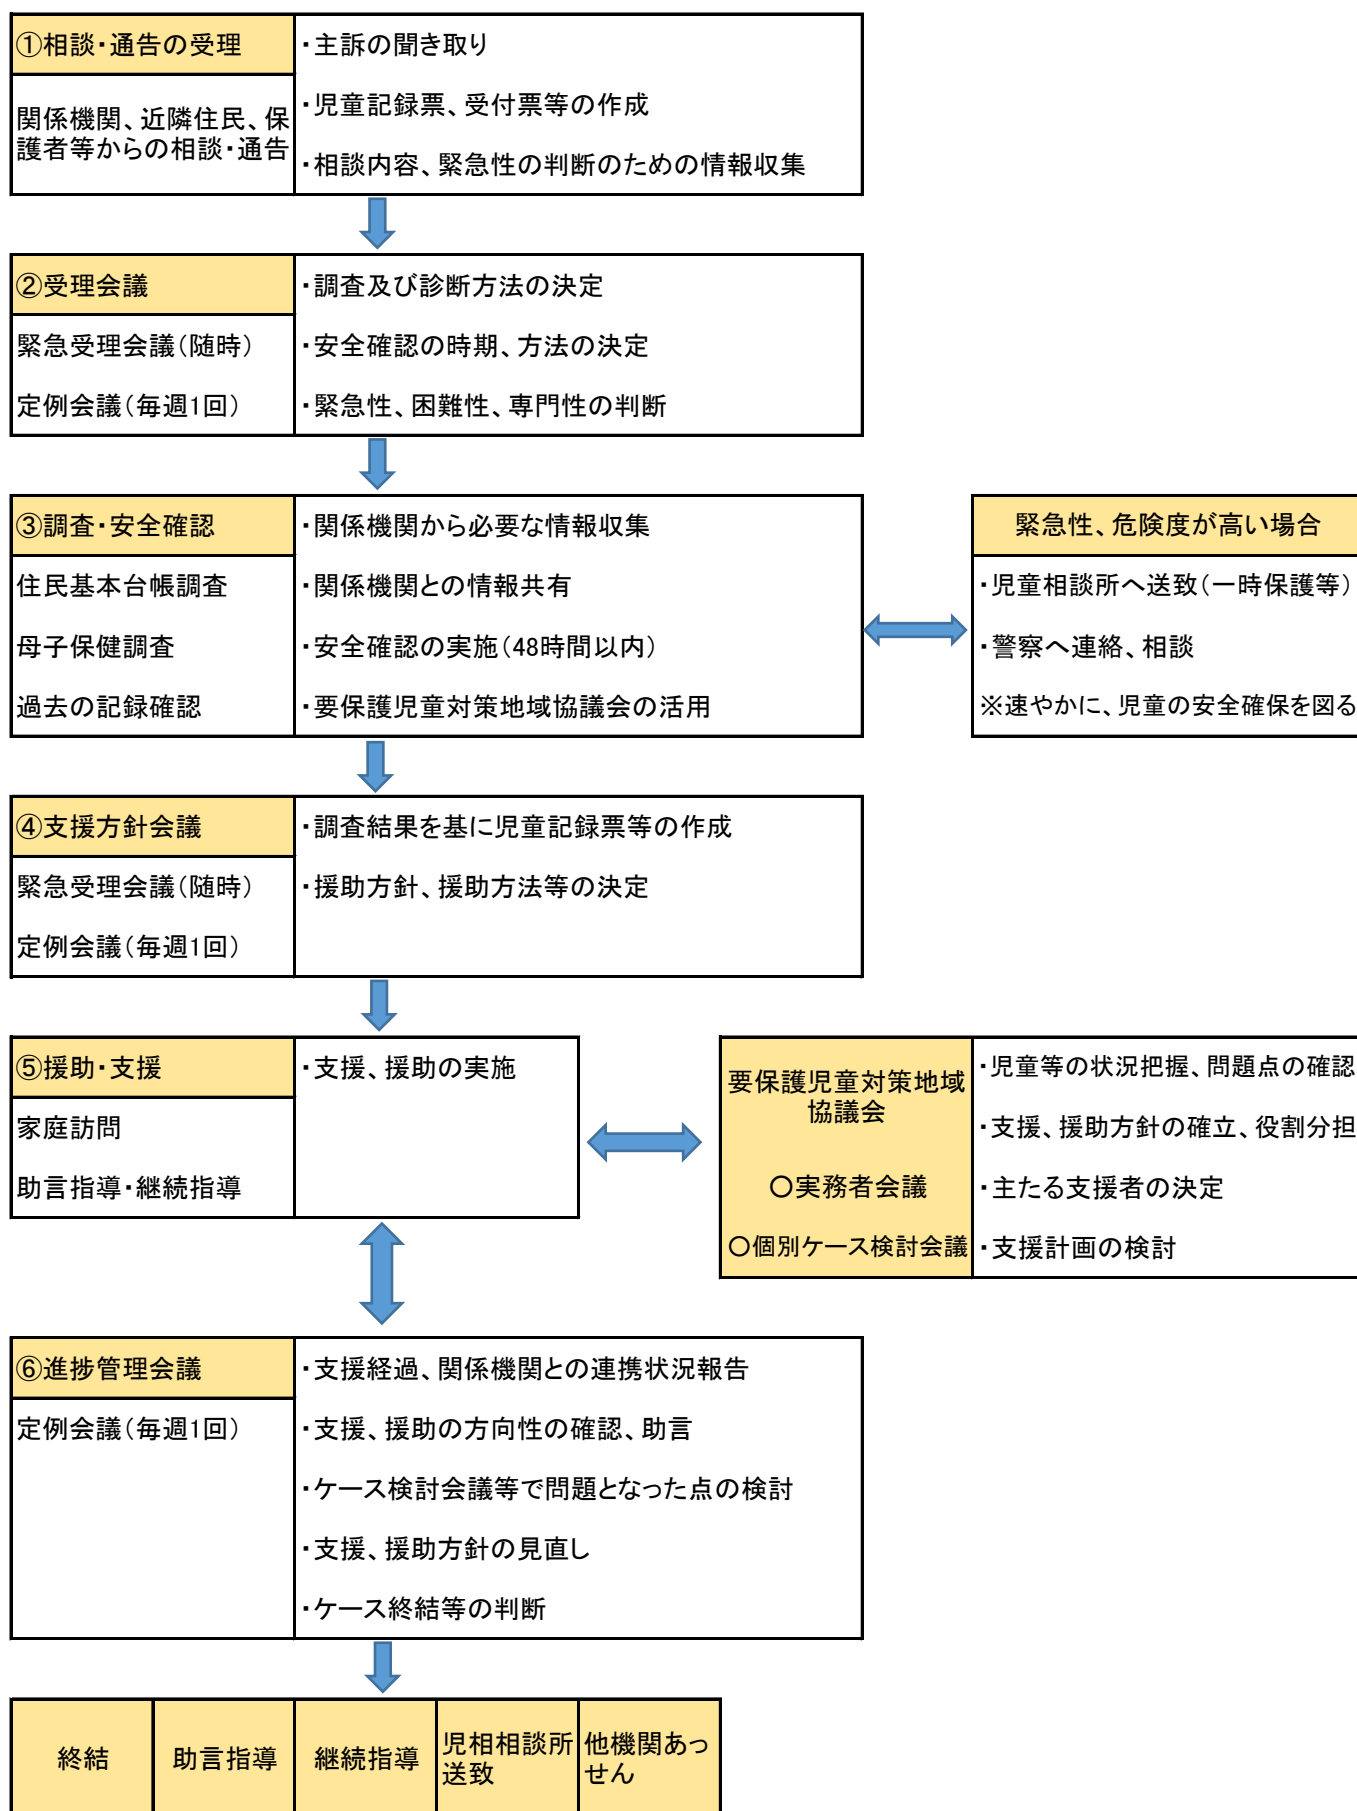 ①相談・通告の受理
関係機関、近隣住民、保
護者等からの相談・通告
・主訴の聞き取り
・児童記録票、受付票等の作成
・相談内容、緊急性の判断のための情報収集
②受理会議
緊急受理会議（随時）
定例会議（毎週1回）
・調査及び診断方法の決定
・安全確認の時期、方法の決定
・緊急性、困難性、専門性の判断
③調査・安全確認
住民基本台帳調査
母子保健調査
過去の記録確認
・関係機関から必要な情報収集
・関係機関との情報共有
・安全確認の実施（48時間以内）
・要保護児童対策地域協議会の活用
緊急性、危険度が高い場合
・児童相談所へ送致（一時保護等）
・警察へ連絡、相談
※速やかに、児童の安全確保を図る
④支援方針会議
緊急受理会議（随時）
定例会議（毎週1回）
・調査結果を基に児童記録票等の作成
・援助方針、援助方法等の決定
⑤援助・支援
家庭訪問
助言指導・継続指導
・支援、援助の実施
要保護児童対策地域
協議会
〇実務者会議
〇個別ケース検討会議
・児童等の状況把握、問題点の確認
・支援、援助方針の確立、役割分担
・主たる支援者の決定
・支援計画の検討
⑥進捗管理会議
定例会議（毎週1回）
・支援経過、関係機関との連携状況報告
・支援、援助の方向性の確認、助言
・ケース検討会議等で問題となった点の検討
・支援、援助方針の見直し
・ケース終結等の判断
終結
助言指導
継続指導
児相相談所
送致
他機関あっ
せん